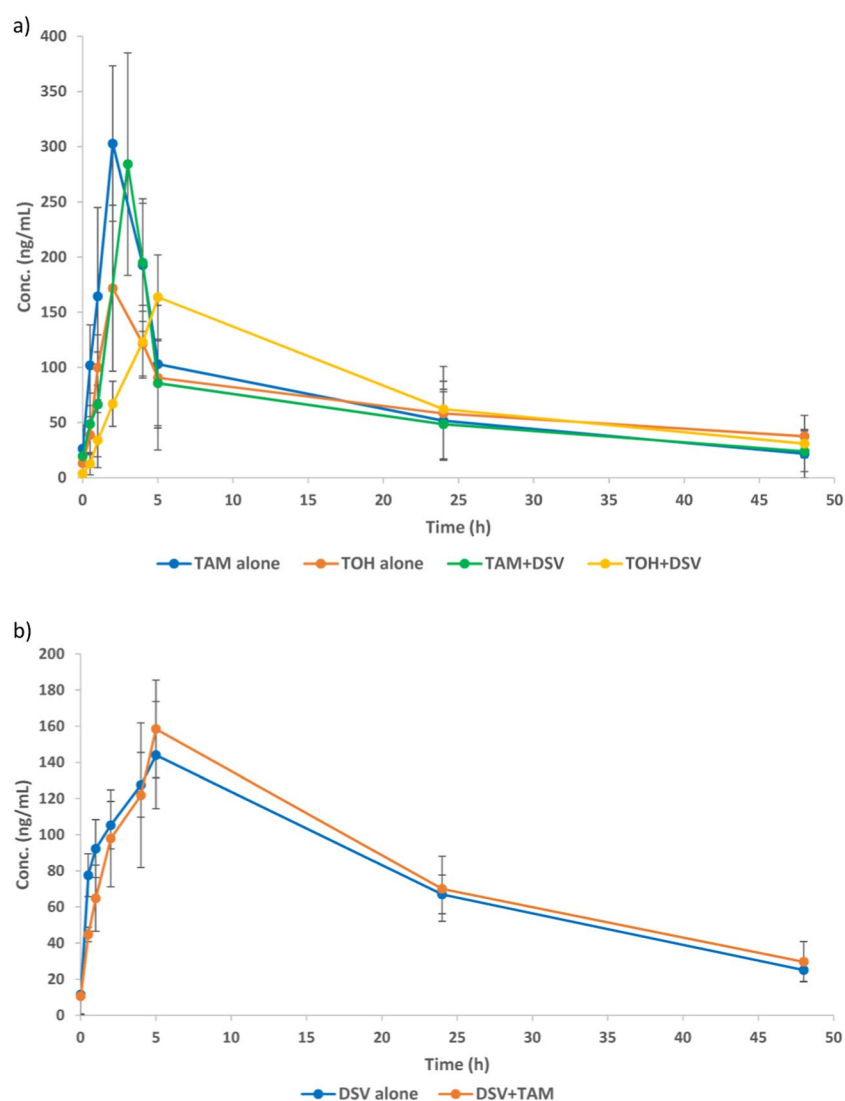 a)
400
350
300
250
200
150
100
50
0
Conc. (ng/mL)
0 5 10 15 20 25 30 35 40 45 50
Time (h)
TAM alone TOH alone TAM+DSV TOH+DSV
b)
200
180
160
140
120
100
80
60
40
20
0
Conc. (ng/mL)
0 5 10 15 20 25 30 35 40 45 50
Time (h)
DSV alone DSV+TAM